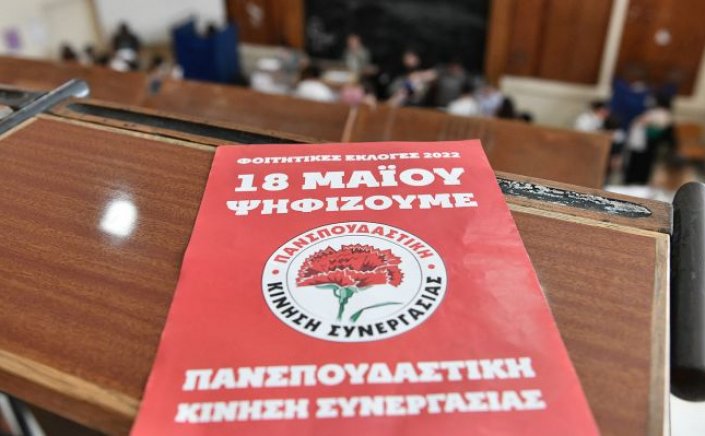 ΦΟΙΤΗΤΙΚΕΣ ΕΚΛΟΓΕΣ 2022
18 ΜΑΪΟΥ
ΨΗΦΙΖΟΥΜΕ
• ΠΑΝΣΠΟΥΔΑΣΤΙΚΗ •
ΚΙΝΗΣΗ ΣΥΝΕΡΓΑΣΙΑΣ
ΠΑΝΣΠΟΥΔΑΣΤΙΚΗ
ΚΙΝΗΣΗ ΣΥΝΕΡΓΑΣΙΑΣ